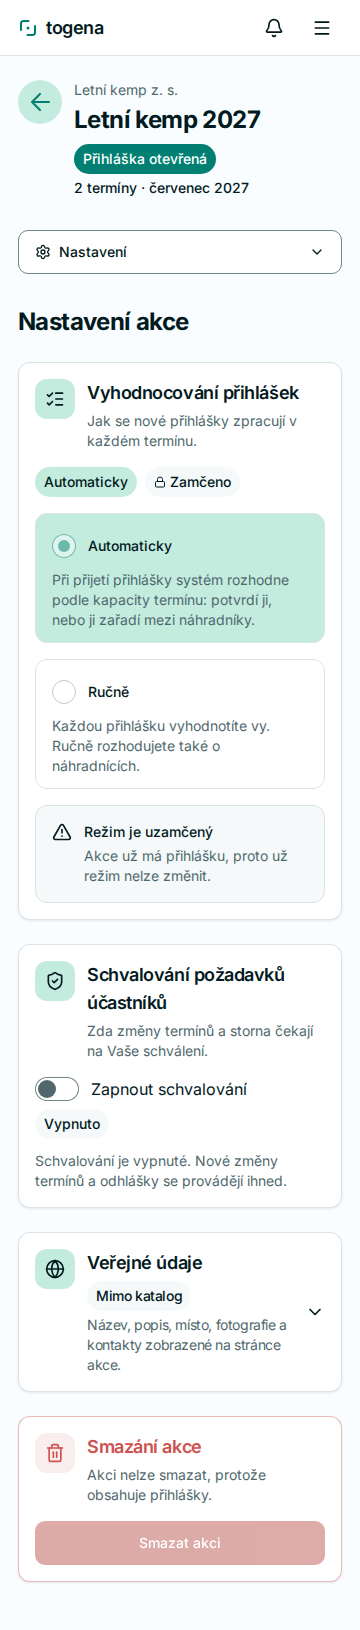 togena
Letní kemp z. s.
Letní kemp 2027
Přihláška otevřená
2 termíny · červenec 2027
Nastavení
Nastavení akce
Vyhodnocování přihlášek
Jak se nové přihlášky zpracují v
každém termínu.
Automaticky
Zamčeno
Automaticky
Při přijetí přihlášky systém rozhodne
podle kapacity termínu: potvrdí ji,
nebo ji zařadí mezi náhradníky.
Ručně
Každou přihlášku vyhodnotíte vy.
Ručně rozhodujete také o
náhradnících.
Režim je uzamčený
Akce už má přihlášku, proto už
režim nelze změnit.
Schvalování požadavků
účastníků
Zda změny termínů a storna čekají
na Vaše schválení.
Zapnout schvalování
Vypnuto
Schvalování je vypnuté. Nové změny
termínů a odhlášky se provádějí ihned.
Veřejné údaje
Mimo katalog
Název, popis, místo, fotografie a
kontakty zobrazené na stránce
akce.
Smazání akce
Akci nelze smazat, protože
obsahuje přihlášky.
Smazat akci